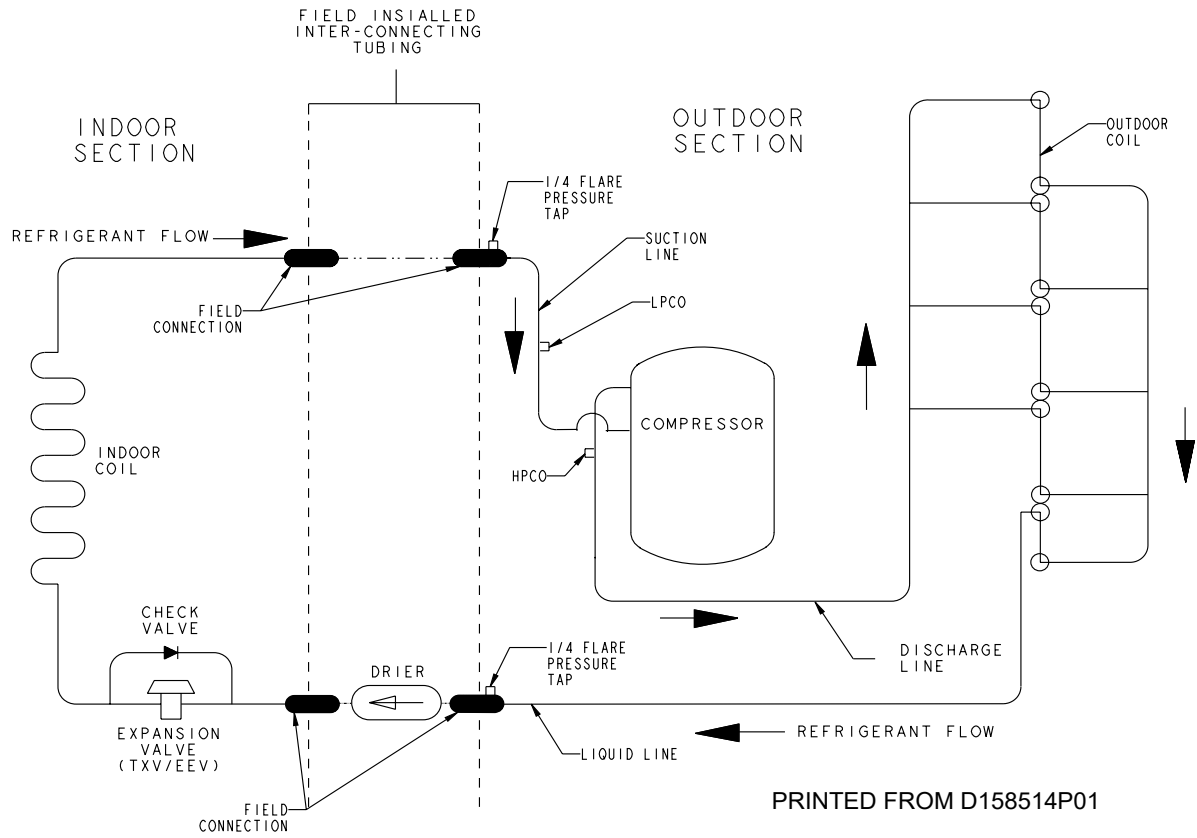 FIELD INSIALLED
INTER-CONNECTING
TUBING
INDOOR
SECTION
OUTDOOR
SECTION
OUTDOOR
COIL
1/4 FLARE
PRESSURE
TAP
REFRIGERANT FLOW
SUCTION
LINE
FIELD
CONNECTION
LPCO
COMPRESSOR
INDOOR
COIL
HPCO
CHECK
VALVE
DRIER
1/4 FLARE
PRESSURE
TAP
DISCHARGE
LINE
EXPANSION
VALVE
(TXV/EEV)
LIQUID LINE
REFRIGERANT FLOW
FIELD
CONNECTION
PRINTED FROM D158514P01